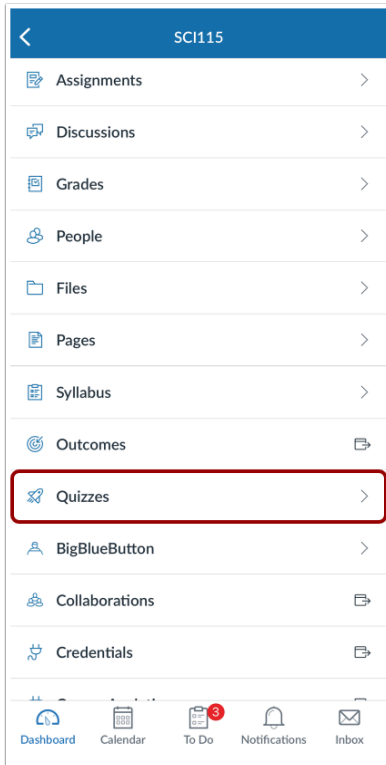 SCI115
Assignments
Discussions
Grades
People
Files
Pages
Syllabus
Outcomes
Quizzes
BigBlueButton
Collaborations
Credentials
3
Dashboard Calendar To Do Notifications Inbox